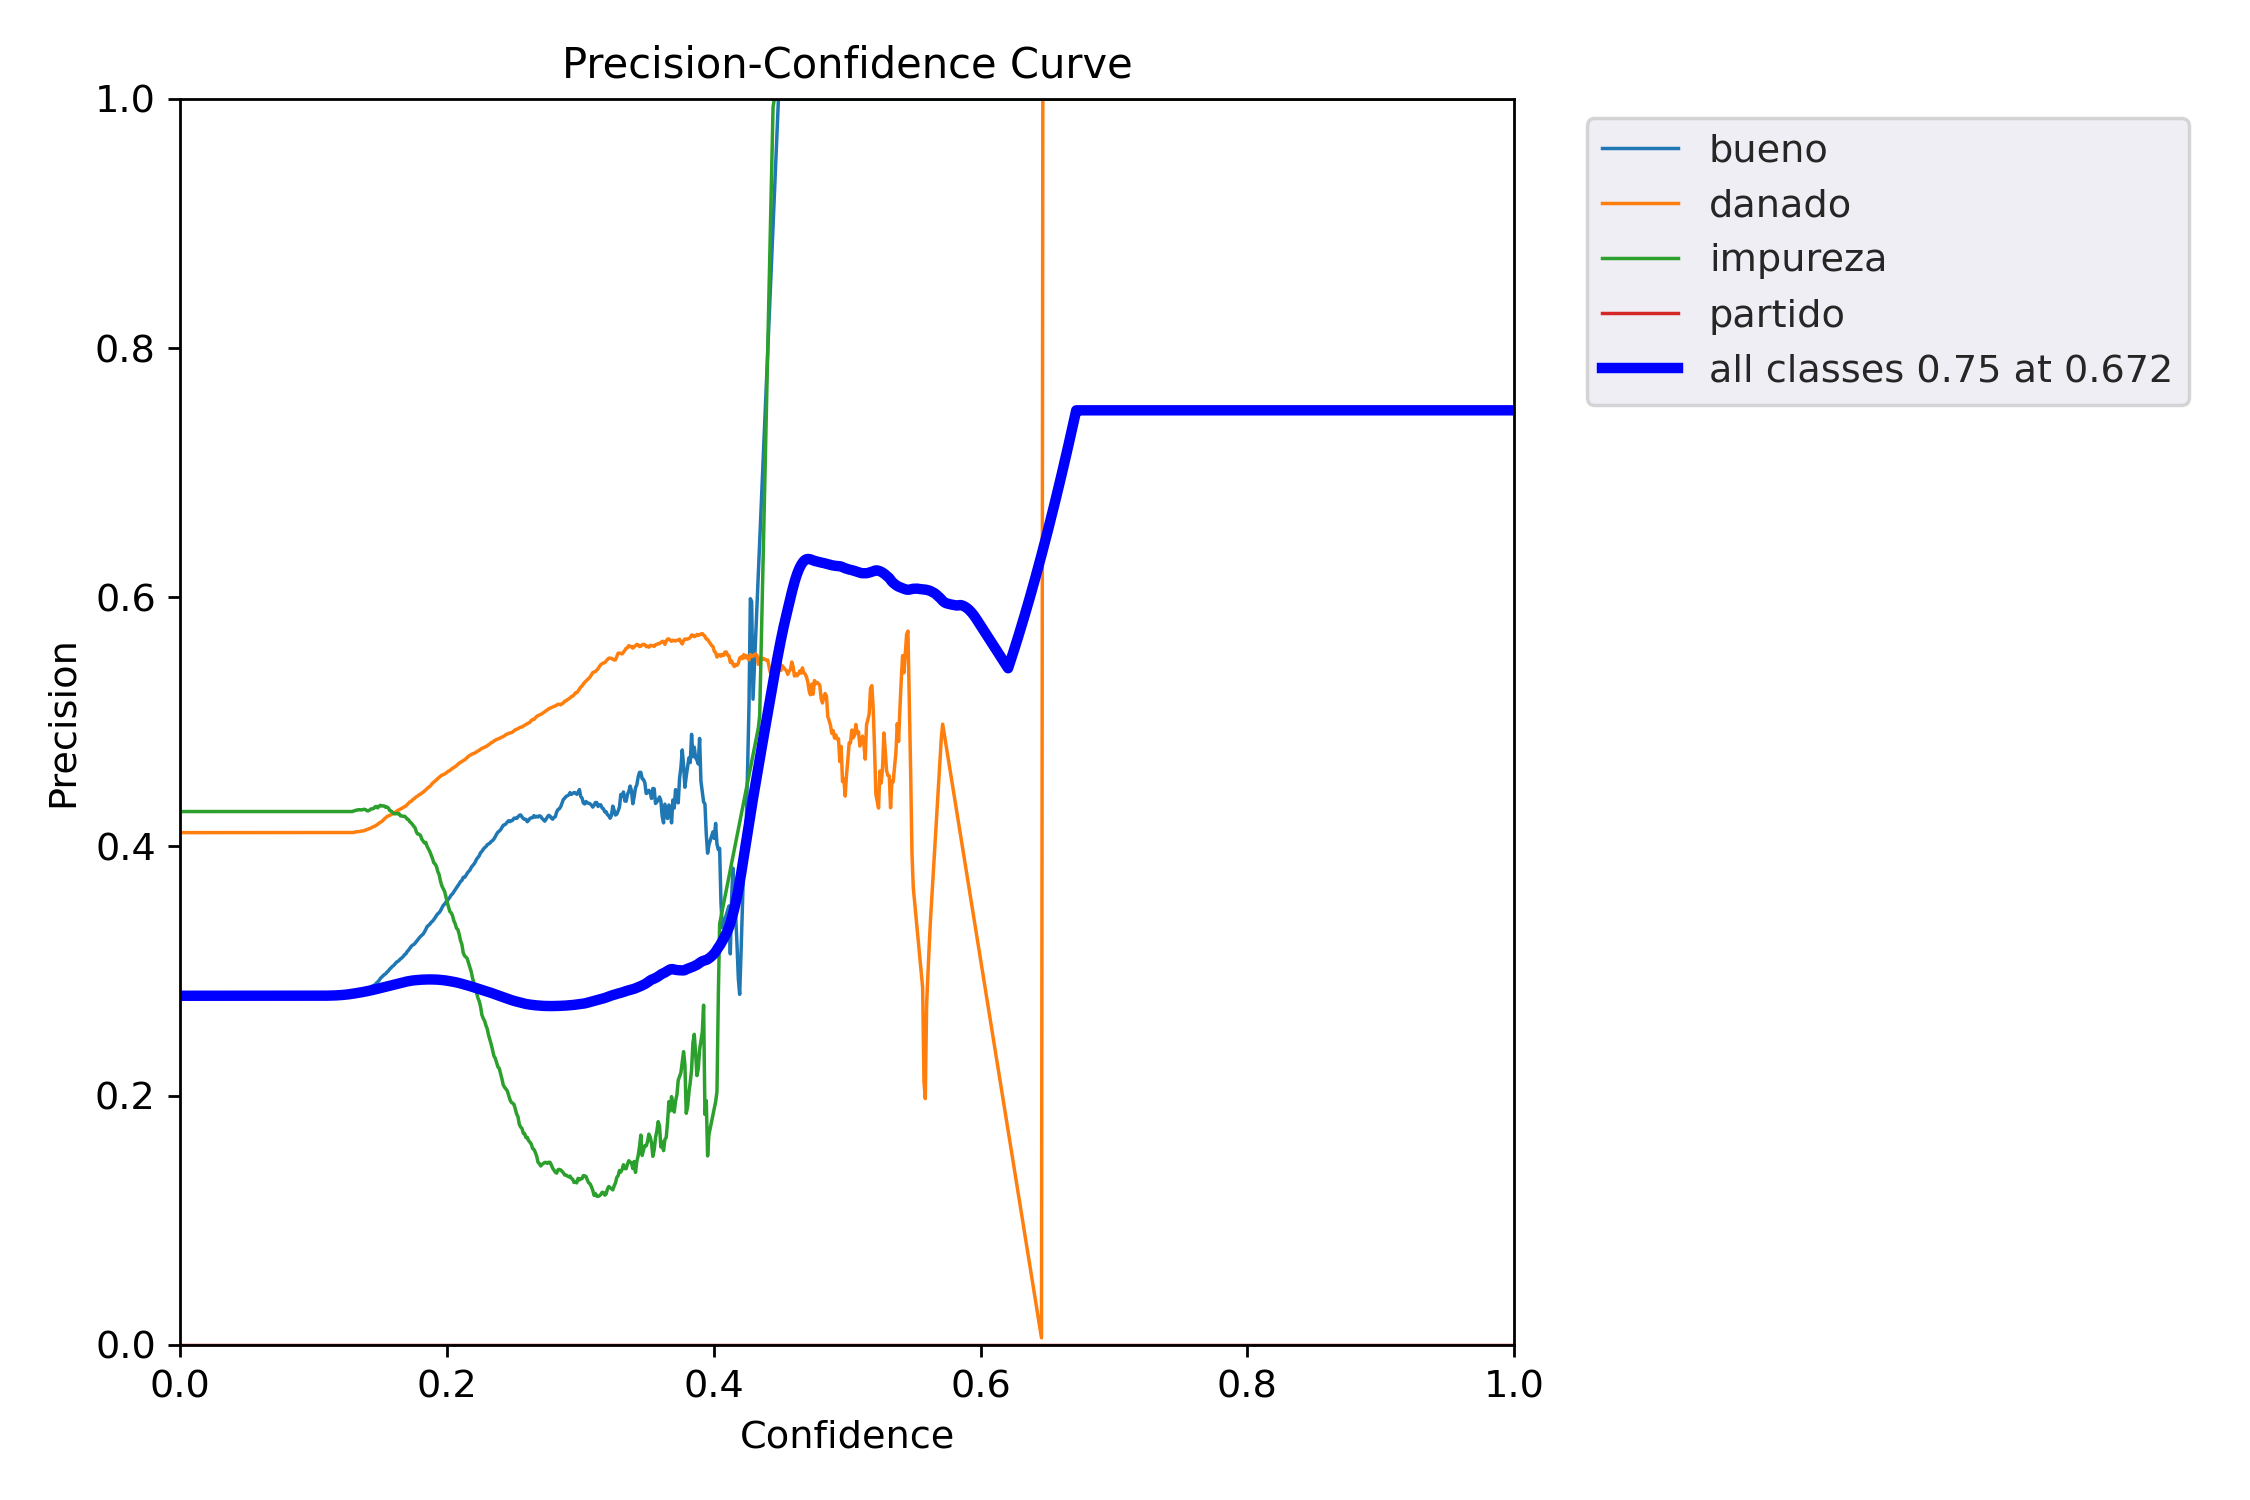 Precision-Confidence Curve
1.0
0.8
0.6
0.4
0.2
0.0
Precision
0.0 0.2 0.4 0.6 0.8 1.0
Confidence
bueno
danado
impureza
partido
all classes 0.75 at 0.672